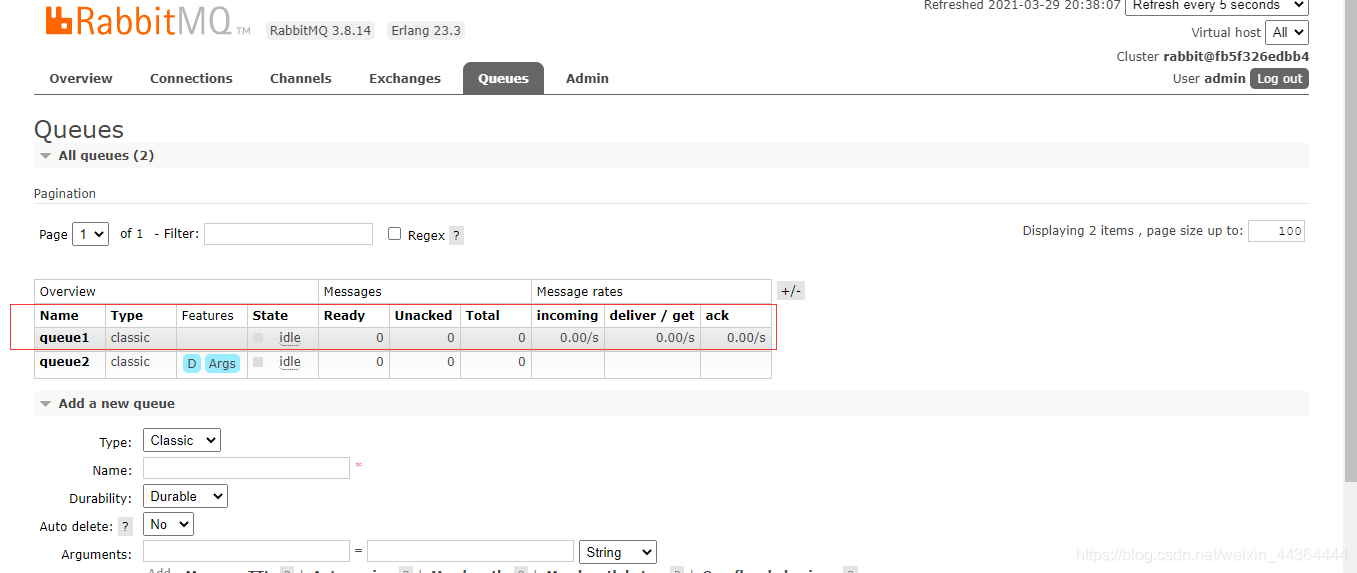 Refreshed 2021-03-29 20:38:07 Refresh every 5 seconds
RabbitMQ TM RabbitMQ 3.8.14 Erlang 23.3
Virtual host All
Cluster rabbit@fb5f326edbb4
User admin Log out
Overview Connections Channels Exchanges Queues Admin
Queues
All queues (2)
Pagination
Page 1 of 1 - Filter: Regex ? Displaying 2 items , page size up to: 100
Overview Messages Message rates +/-
Name Type Features State Ready Unacked Total incoming deliver / get ack
queue1 classic idle 0 0 0 0.00/s 0.00/s 0.00/s
queue2 classic D Args idle 0 0 0
Add a new queue
Type: Classic
Name: *
Durability: Durable
Auto delete: ? No
Arguments: = String
https://blog.csdn.net/weixin_44364444
Add